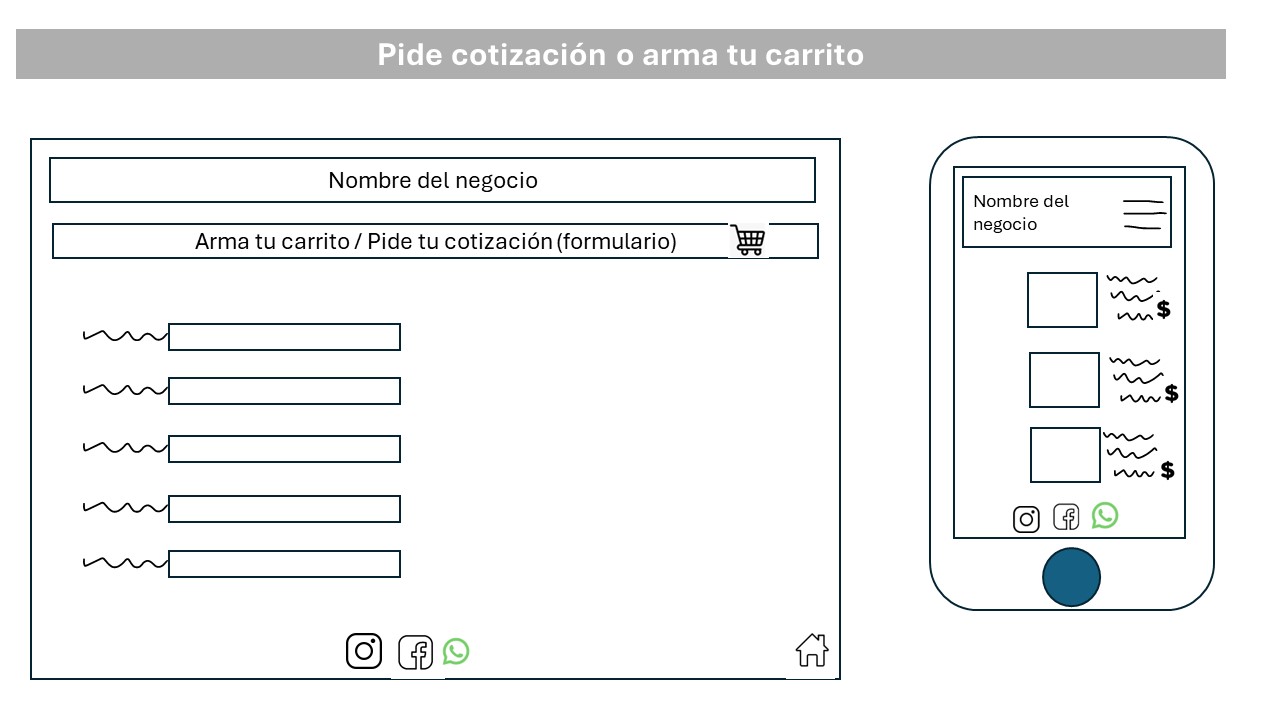 Pide cotización o arma tu carrito
Nombre del negocio
Arma tu carrito / Pide tu cotización (formulario)
Nombre del
negocio
$
$
$